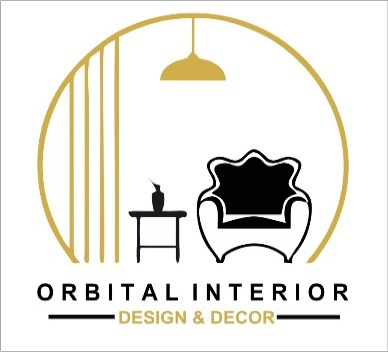 ORBITAL INTERIOR
DESIGN & DECOR